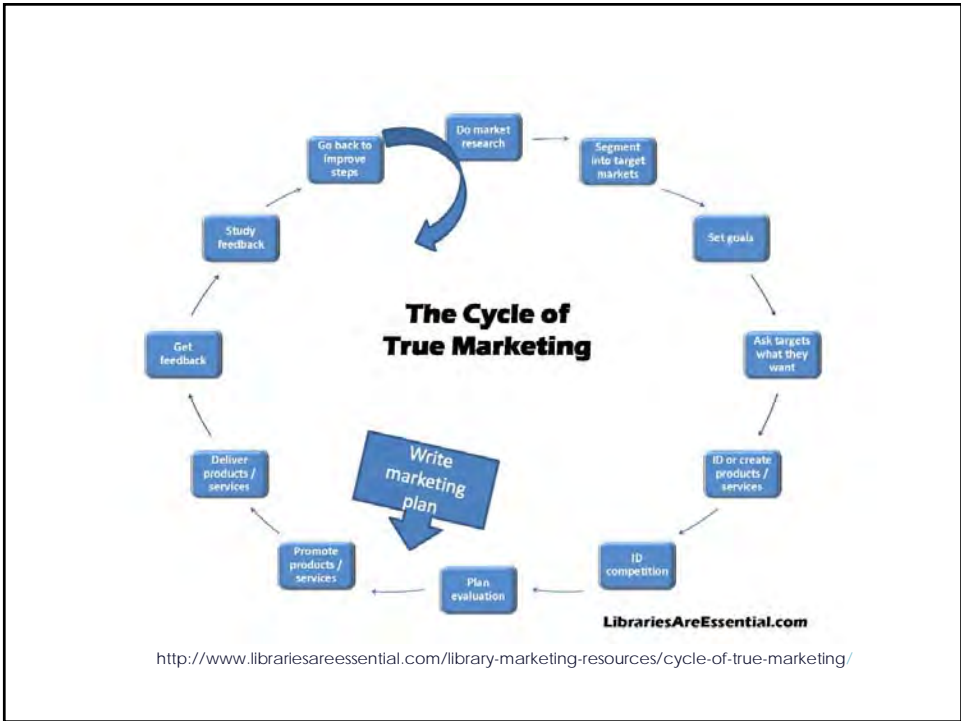 Do market
research
Segment
into target
markets
Set goals
Ask targets
what they
want
ID or create
products /
services
ID
competition
Plan
evaluation
Promote
products /
services
Deliver
products /
services
Get
feedback
Study
feedback
Go back to
improve
steps
The Cycle of
True Marketing
Write
marketing
plan
LibrariesAreEssential.com
http://www.librariesareessential.com/library-marketing-resources/cycle-of-true-marketing/